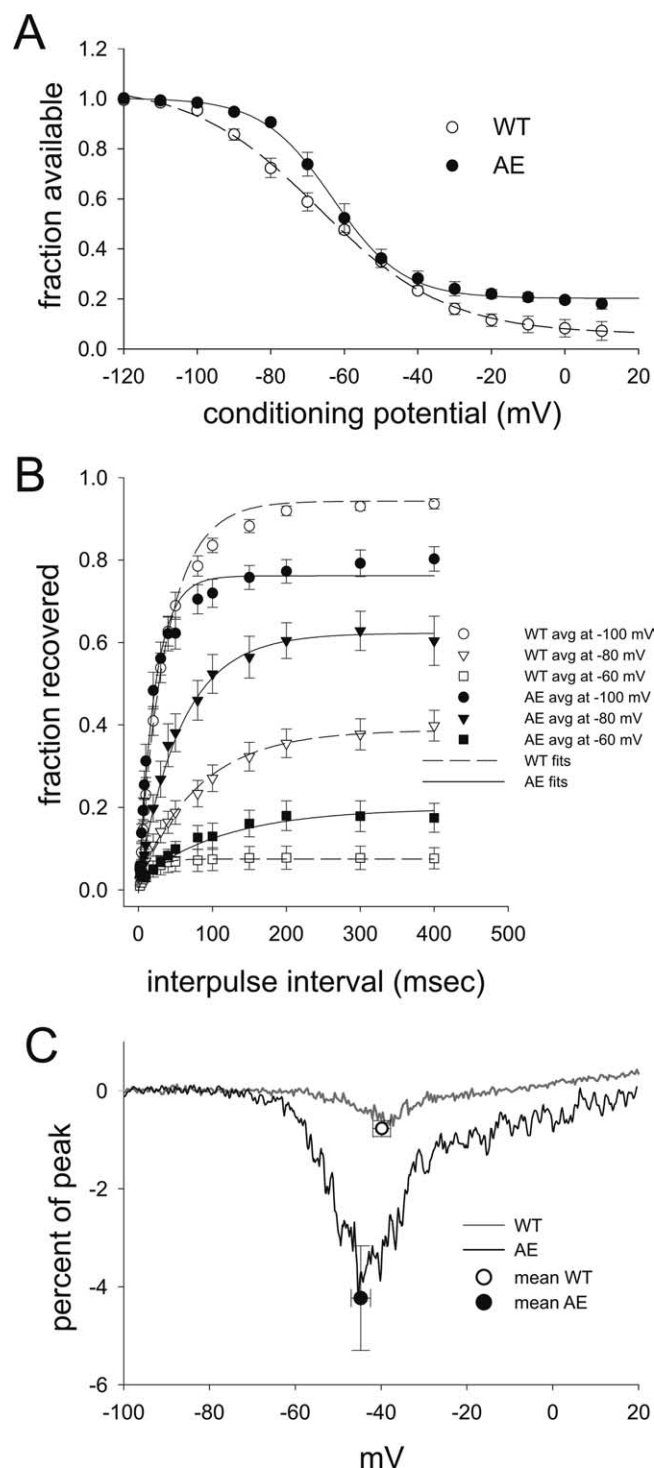 A
1.2
1.0
0.8
0.6
0.4
0.2
0.0
fraction available
WT
AE
-120 -100 -80 -60 -40 -20 0 20
conditioning potential (mV)
B
1.0
0.8
0.6
0.4
0.2
0.0
fraction recovered
WT avg at -100 mV
WT avg at -80 mV
WT avg at -60 mV
AE avg at -100 mV
AE avg at -80 mV
AE avg at -60 mV
WT fits
AE fits
0 100 200 300 400 500
interpulse interval (msec)
C
0
-2
-4
-6
percent of peak
WT
AE
mean WT
mean AE
-100 -80 -60 -40 -20 0 20
mV